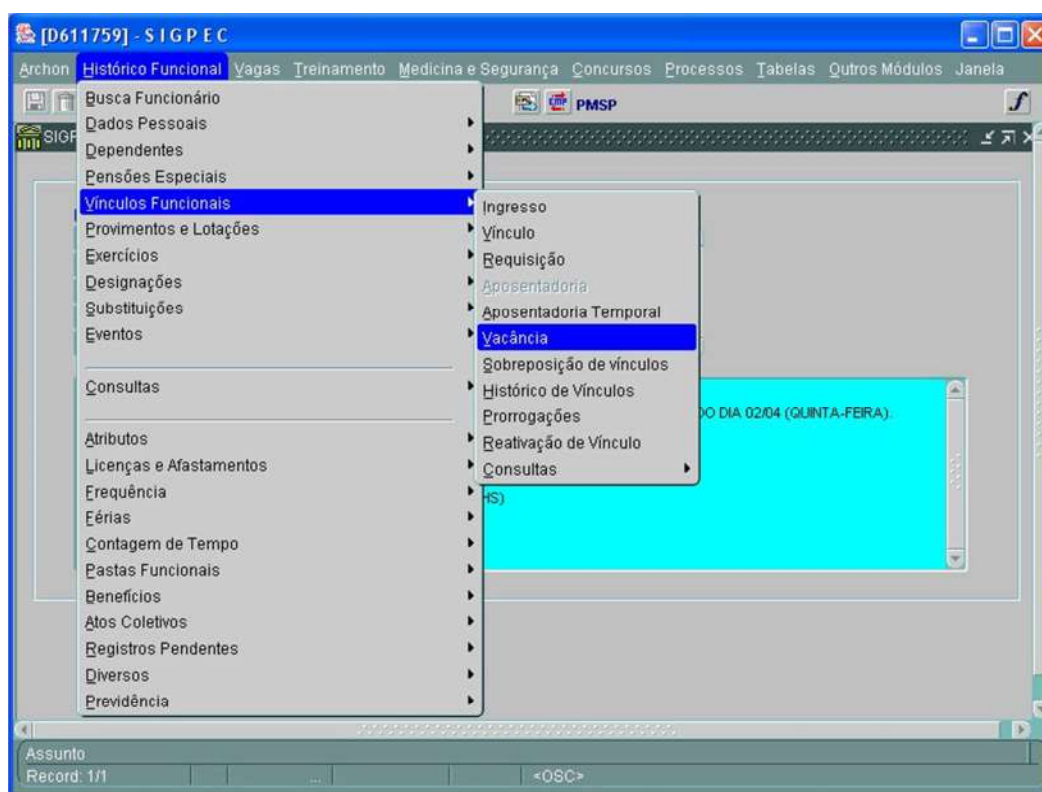 [D611759] - S I G P E C
Archon Histórico Funcional Vagas Treinamento Medicina e Segurança Concursos Processos Tabelas Outros Módulos Janela
PMSP
SIGP
Busca Funcionário
Dados Pessoais
Dependentes
Pensões Especiais
Vínculos Funcionais
Provimentos e Lotações
Exercícios
Designações
Substituições
Eventos
Consultas
Atributos
Licenças e Afastamentos
Frequência
Férias
Contagem de Tempo
Pastas Funcionais
Benefícios
Atos Coletivos
Registros Pendentes
Diversos
Previdência
Ingresso
Vínculo
Requisição
Aposentadoria
Aposentadoria Temporal
Vacância
Sobreposição de vínculos
Histórico de Vínculos
Prorrogações
Reativação de Vínculo
Consultas
DO DIA 02/04 (QUINTA-FEIRA).
HS)
Assunto
Record: 1/1 ... <OSC>